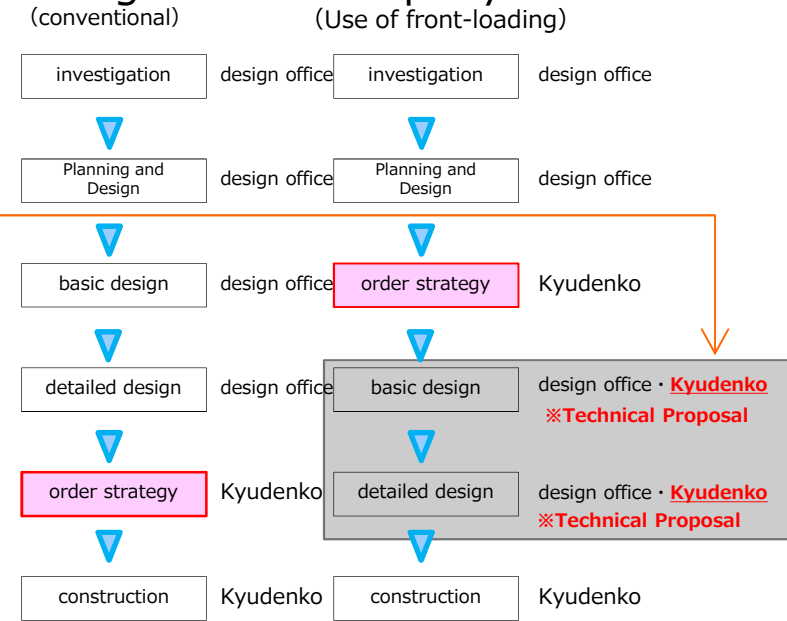 (conventional)
(Use of front-loading)
investigation design office investigation design office
Planning and
Design
design office
Planning and
Design
design office
basic design design office order strategy Kyudenko
detailed design design office basic design design office・Kyudenko
※Technical Proposal
order strategy Kyudenko detailed design design office・Kyudenko
※Technical Proposal
construction Kyudenko construction Kyudenko